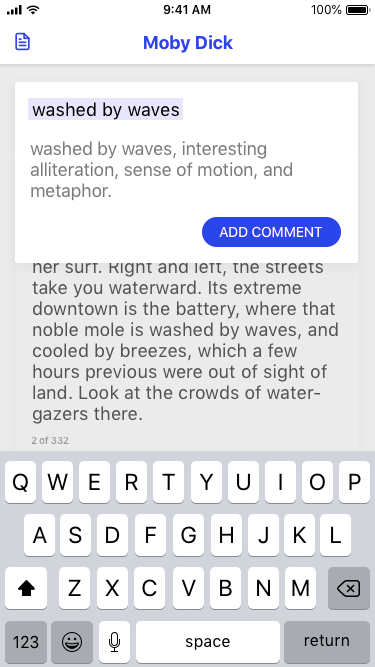 9:41 AM
100%
Moby Dick
washed by waves
washed by waves, interesting
alliteration, sense of motion, and
metaphor.
ADD COMMENT
her surf. Right and left, the streets
take you waterward. Its extreme
downtown is the battery, where that
noble mole is washed by waves, and
cooled by breezes, which a few
hours previous were out of sight of
land. Look at the crowds of water-
gazers there.
2 of 332
Q W E R T Y U I O P
A S D F G H J K L
Z X C V B N M
123 space return